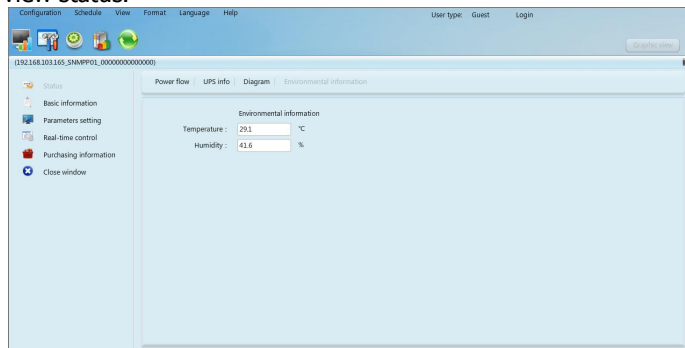 Configuration Schedule View Format Language Help User type: Guest Login
Graphic view
(192.168.103.165_SNMPP01_00000000000000)
Status
Power flow UPS info Diagram Environmental information
Basic information
Parameters setting
Real-time control
Purchasing information
Close window
Environmental information
Temperature : 29.1 °C
Humidity : 41.6 %